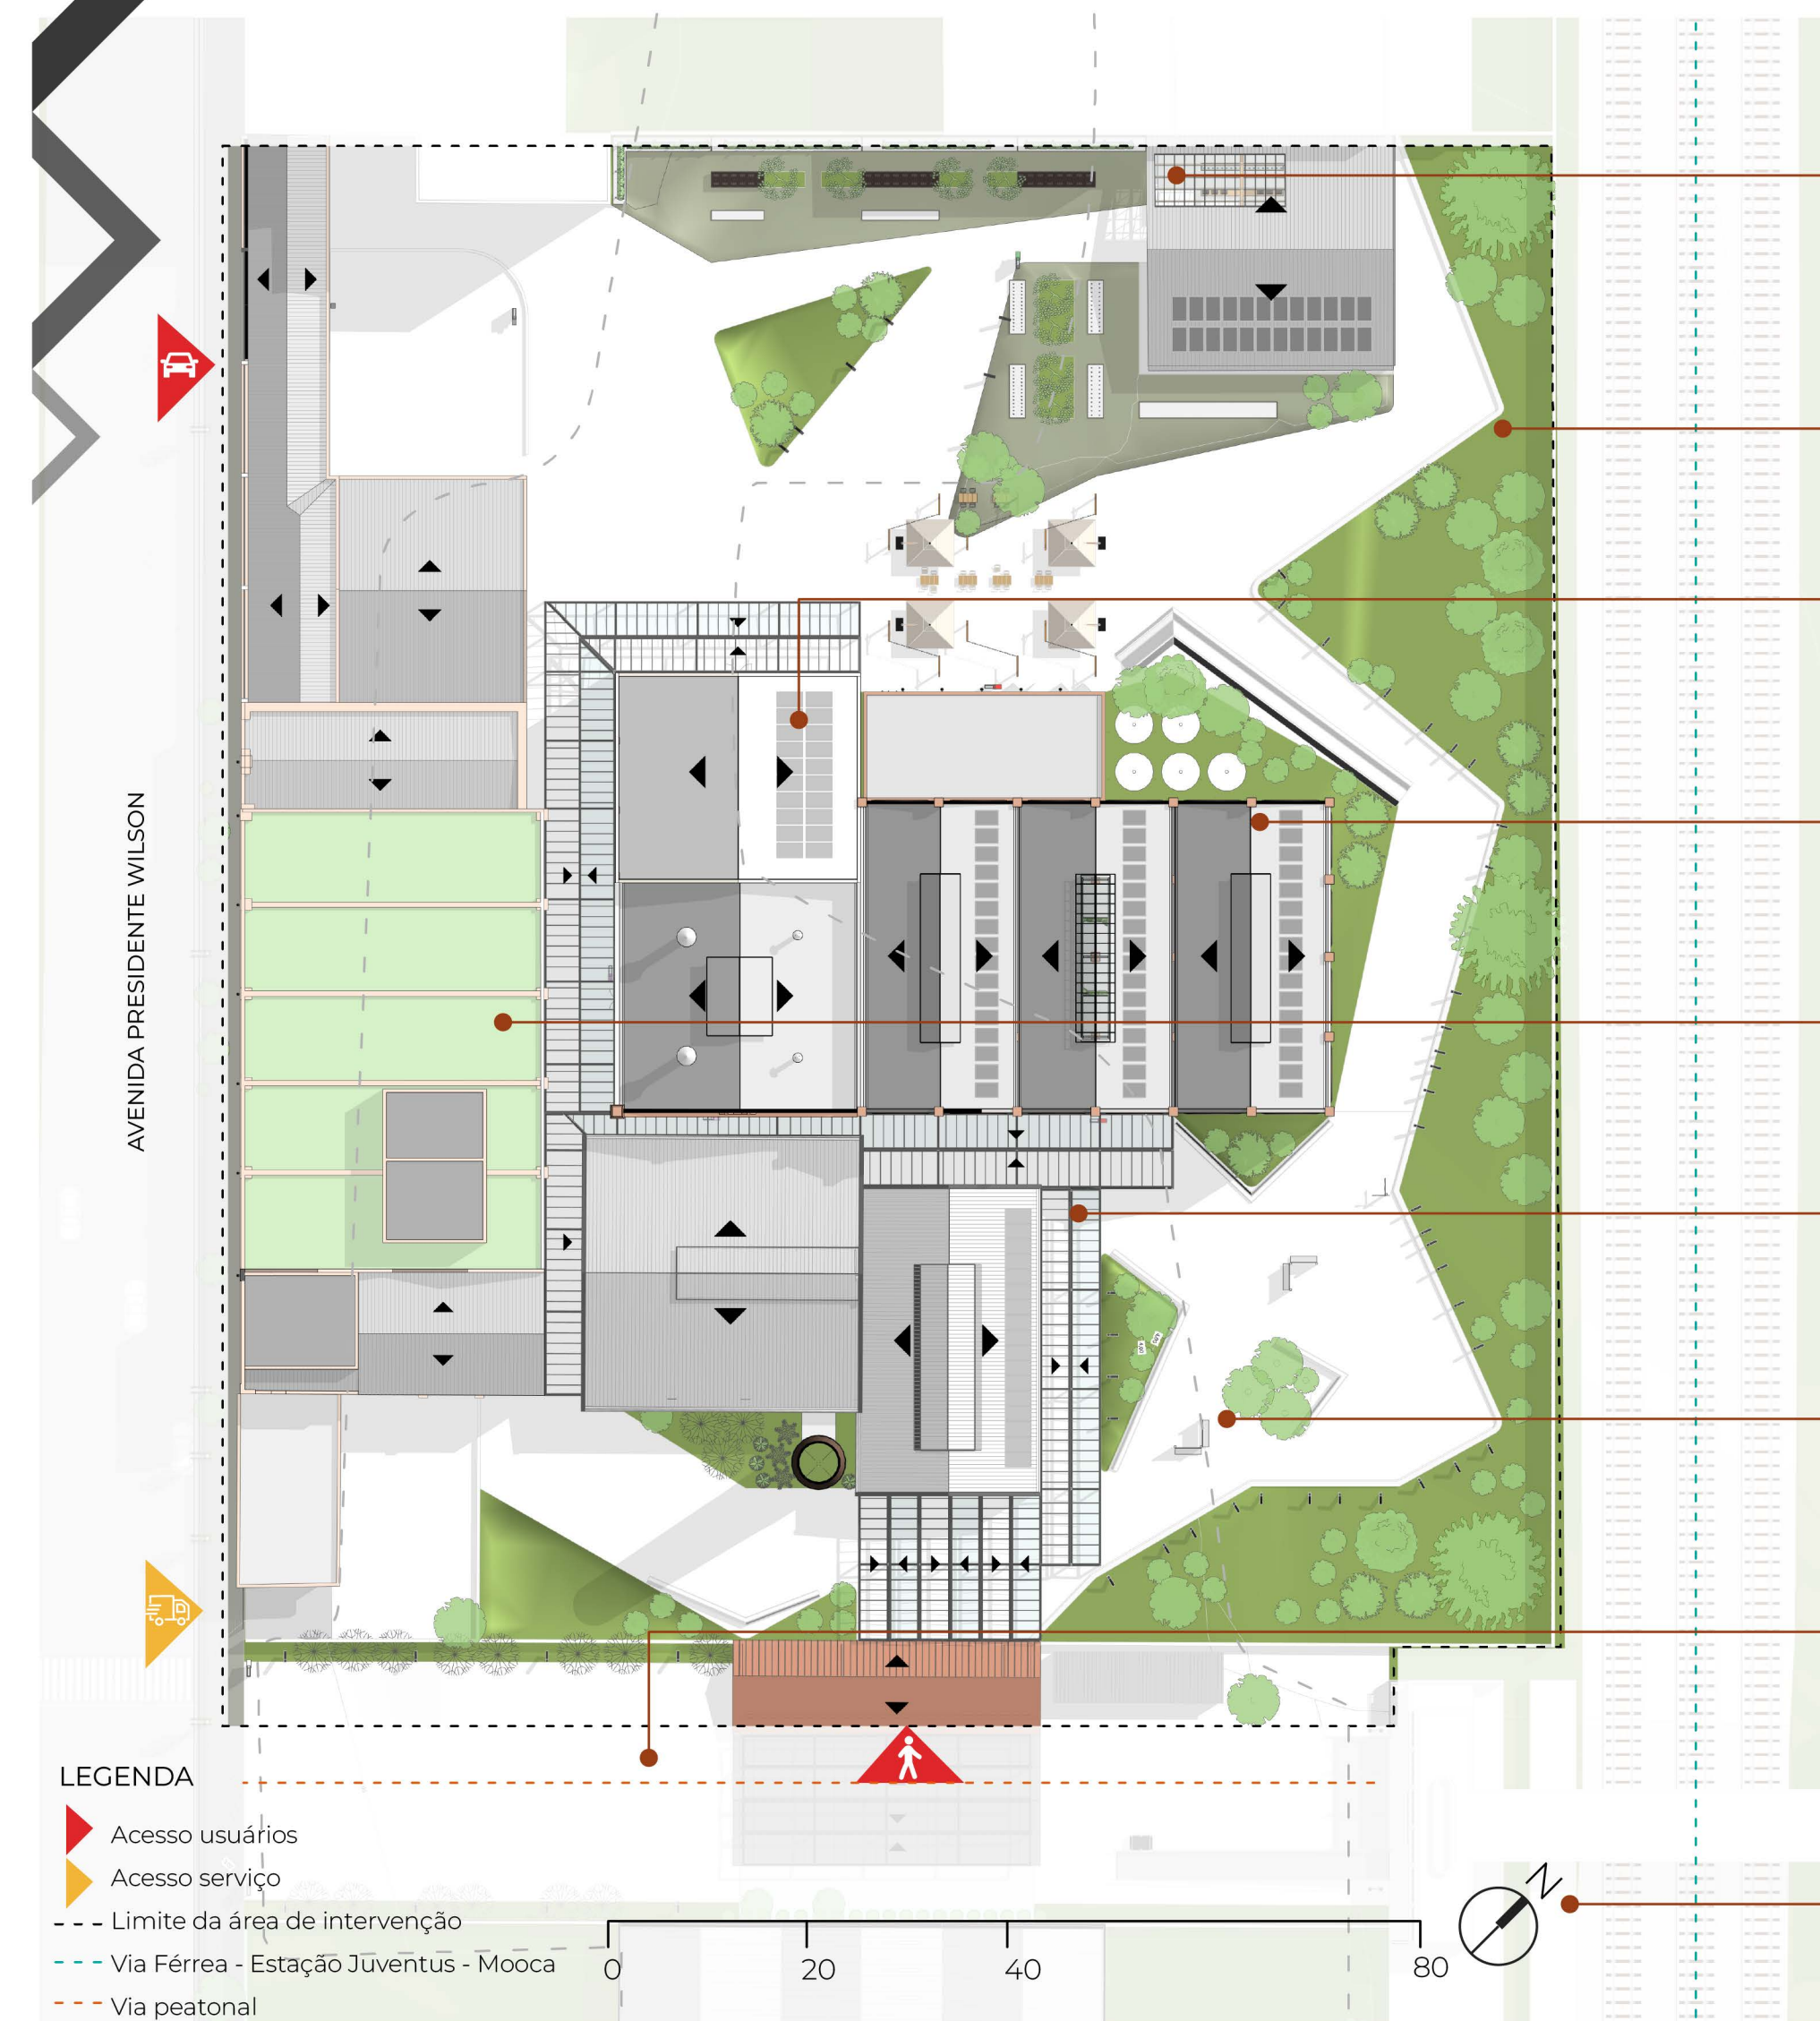 AVENIDA PRESIDENTE WILSON
LEGENDA
Acesso usuários
Acesso serviço
Limite da área de intervenção
Via Férrea - Estação Juventus - Mooca
Via peatonal
0 20 40 80
N